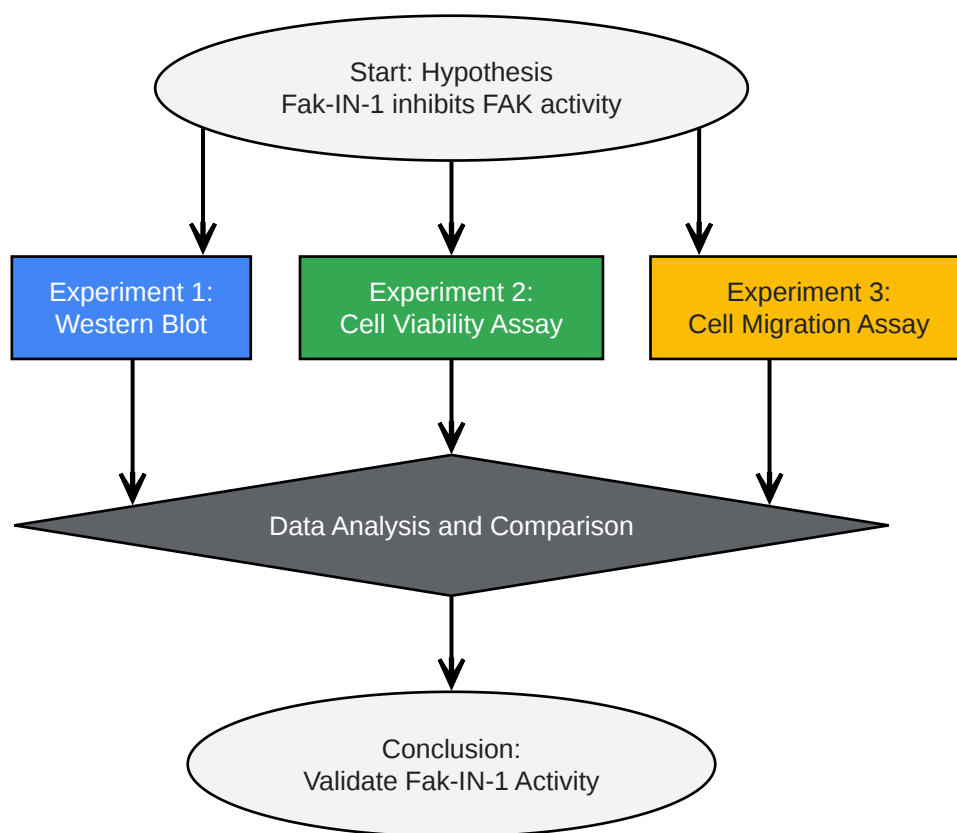 Start: Hypothesis
Fak-IN-1 inhibits FAK activity
Experiment 1:
Western Blot
Experiment 2:
Cell Viability Assay
Experiment 3:
Cell Migration Assay
Data Analysis and Comparison
Conclusion:
Validate Fak-IN-1 Activity